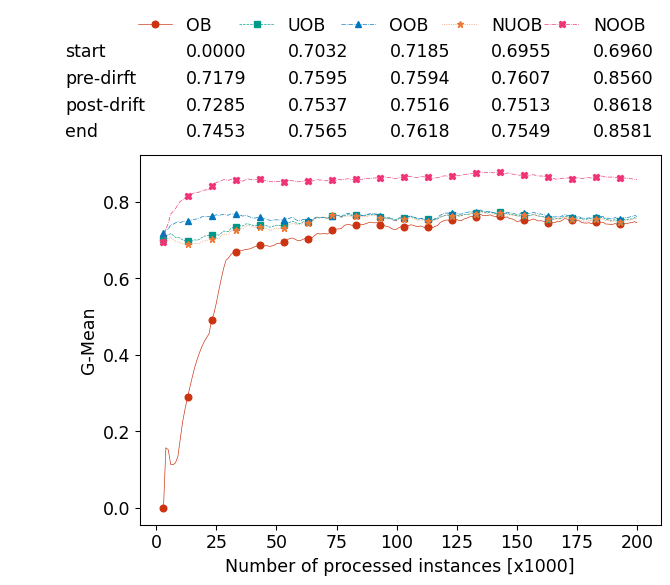 OB UOB OOB NUOB NOOB
start 0.0000 0.7032 0.7185 0.6955 0.6960
pre-dirft 0.7179 0.7595 0.7594 0.7607 0.8560
post-drift 0.7285 0.7537 0.7516 0.7513 0.8618
end 0.7453 0.7565 0.7618 0.7549 0.8581
0.8
0.6
0.4
0.2
0.0
G-Mean
0 25 50 75 100 125 150 175 200
Number of processed instances [x1000]